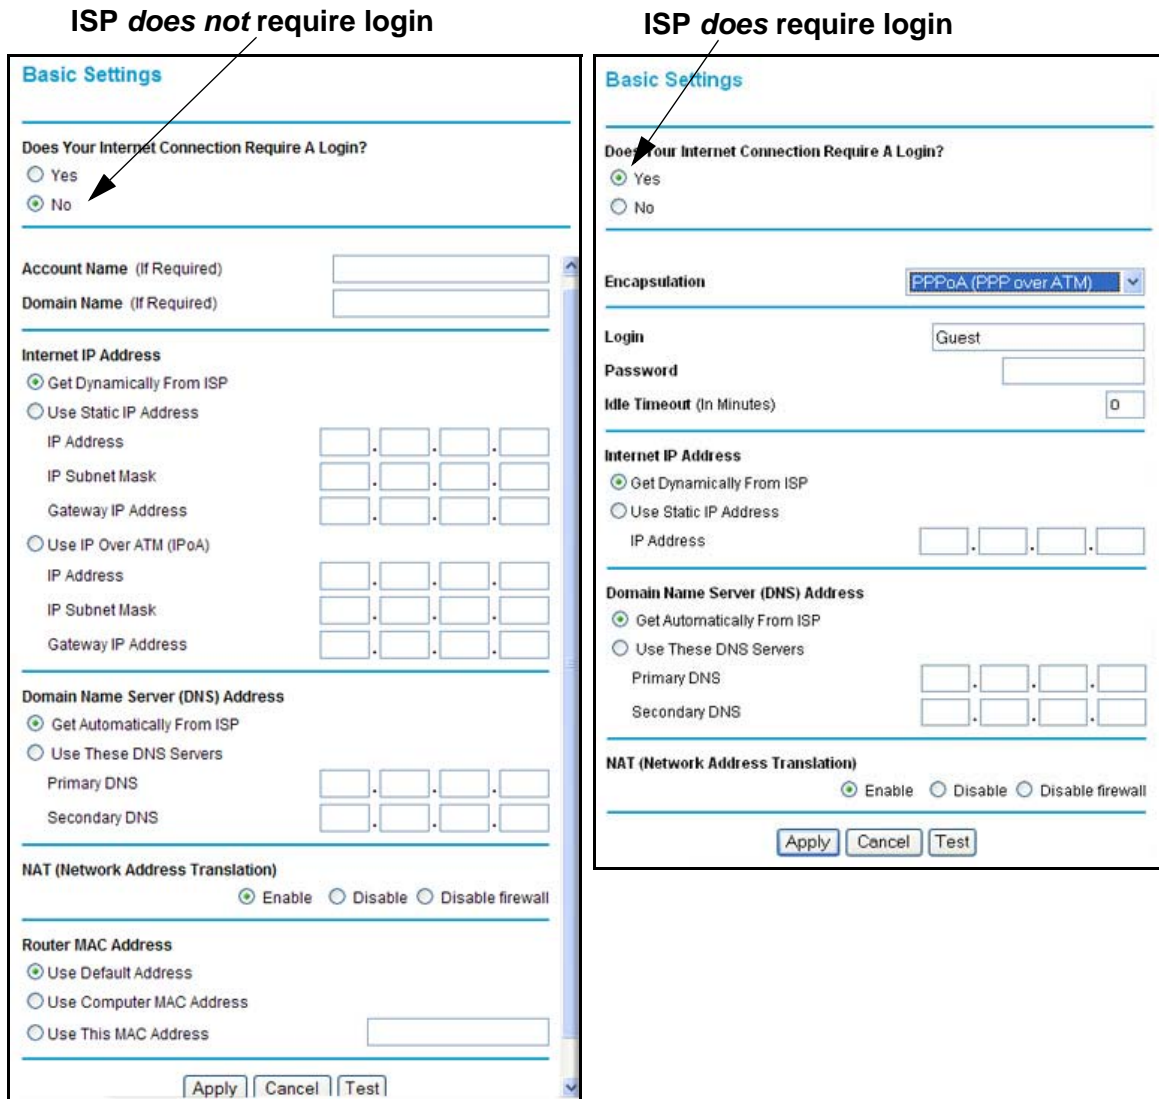 ISP does not require login
Basic Settings
Does Your Internet Connection Require A Login?
Yes
No
Account Name (If Required)
Domain Name (If Required)
Internet IP Address
Get Dynamically From ISP
Use Static IP Address
IP Address
IP Subnet Mask
Gateway IP Address
Use IP Over ATM (IPoA)
IP Address
IP Subnet Mask
Gateway IP Address
Domain Name Server (DNS) Address
Get Automatically From ISP
Use These DNS Servers
Primary DNS
Secondary DNS
NAT (Network Address Translation)
Enable Disable Disable firewall
Router MAC Address
Use Default Address
Use Computer MAC Address
Use This MAC Address
Apply Cancel Test
ISP does require login
Basic Settings
Does Your Internet Connection Require A Login?
Yes
No
Encapsulation PPPoA (PPP over ATM)
Login Guest
Password
Idle Timeout (In Minutes) 0
Internet IP Address
Get Dynamically From ISP
Use Static IP Address
IP Address
Domain Name Server (DNS) Address
Get Automatically From ISP
Use These DNS Servers
Primary DNS
Secondary DNS
NAT (Network Address Translation)
Enable Disable Disable firewall
Apply Cancel Test